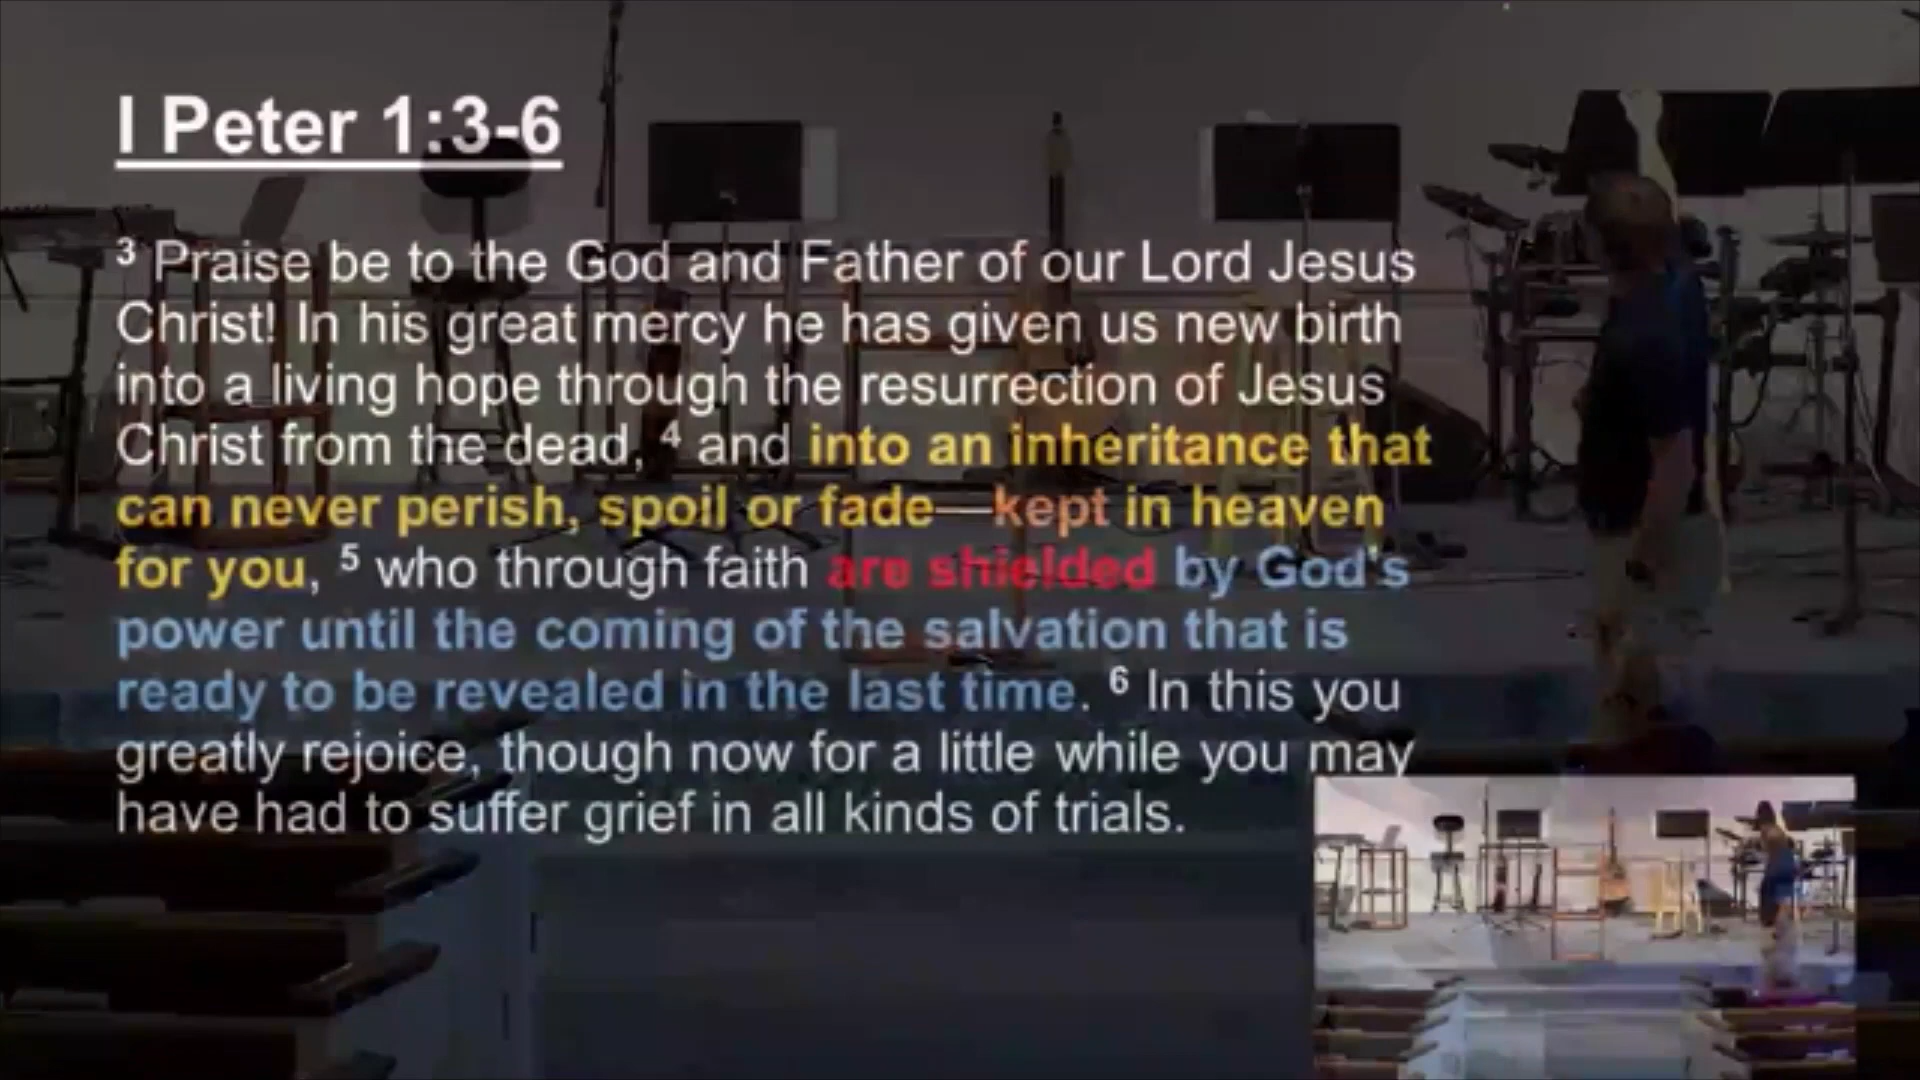 I Peter 1:3-6
³ Praise be to the God and Father of our Lord Jesus
Christ! In his great mercy he has given us new birth
into a living hope through the resurrection of Jesus
Christ from the dead, ⁴ and into an inheritance that
can never perish, spoil or fade—kept in heaven
for you, ⁵ who through faith are shielded by God's
power until the coming of the salvation that is
ready to be revealed in the last time. ⁶ In this you
greatly rejoice, though now for a little while you may
have had to suffer grief in all kinds of trials.